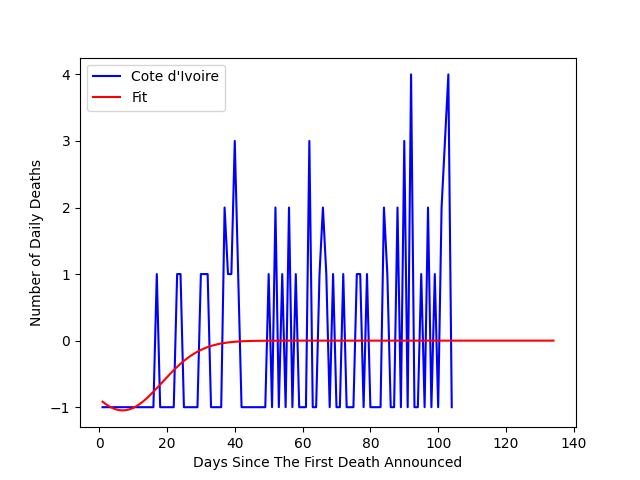 Cote d'Ivoire
Fit
4
3
2
1
0
−1
Number of Daily Deaths
0 20 40 60 80 100 120 140
Days Since The First Death Announced